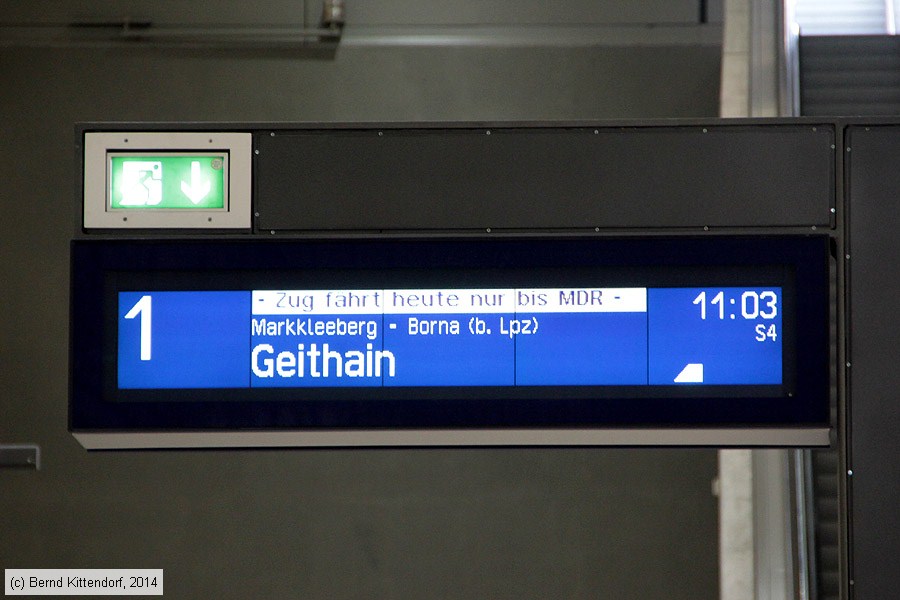 1
- Zug fährt heute nur bis MDR -
Markkleeberg - Borna (b. Lpz)
Geithain
11:03
S4
(c) Bernd Kittendorf, 2014